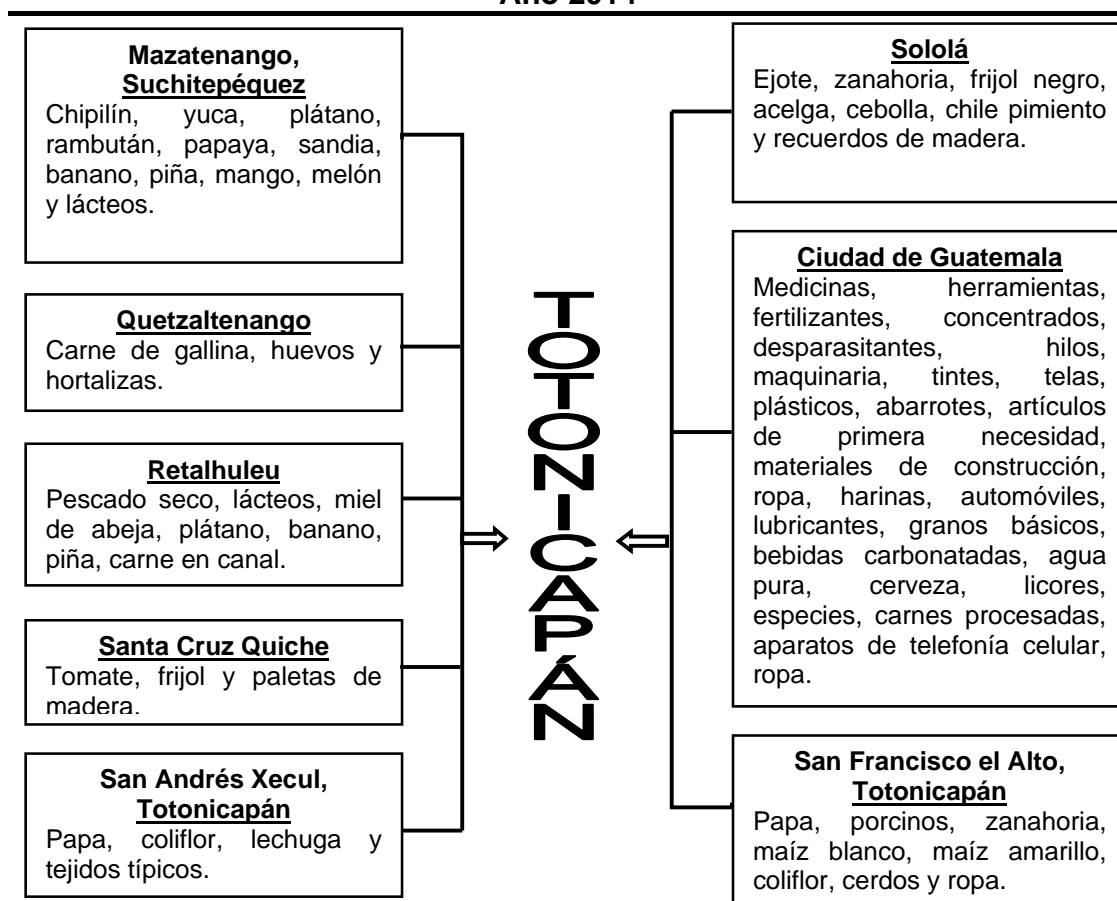 Mazatenango,
Suchitepéquez
Chipilín, yuca, plátano,
rambután, papaya, sandia,
banano, piña, mango, melón
y lácteos.
Quetzaltenango
Carne de gallina, huevos y
hortalizas.
Retalhuleu
Pescado seco, lácteos, miel
de abeja, plátano, banano,
piña, carne en canal.
Santa Cruz Quiche
Tomate, frijol y paletas de
madera.
San Andrés Xecul,
Totonicapán
Papa, coliflor, lechuga y
tejidos típicos.
TOTONICAPÁN
Sololá
Ejote, zanahoria, frijol negro,
acelga, cebolla, chile pimiento
y recuerdos de madera.
Ciudad de Guatemala
Medicinas, herramientas,
fertilizantes, concentrados,
desparasitantes, hilos,
maquinaria, tintes, telas,
plásticos, abarrotes, artículos
de primera necesidad,
materiales de construcción,
ropa, harinas, automóviles,
lubricantes, granos básicos,
bebidas carbonatadas, agua
pura, cerveza, licores,
especies, carnes procesadas,
aparatos de telefonía celular,
ropa.
San Francisco el Alto,
Totonicapán
Papa, porcinos, zanahoria,
maíz blanco, maíz amarillo,
coliflor, cerdos y ropa.